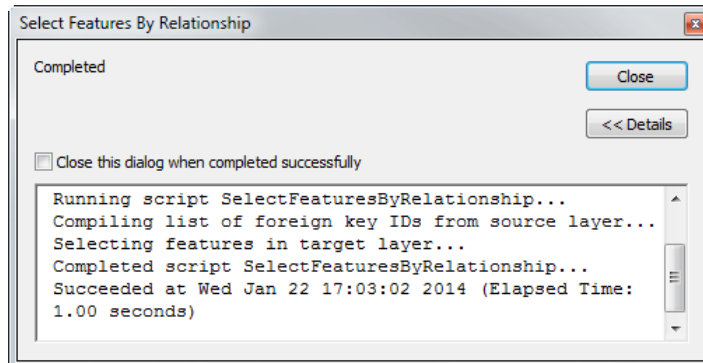 Select Features By Relationship
Completed
Close
<< Details
Close this dialog when completed successfully
Running script SelectFeaturesByRelationship...
Compiling list of foreign key IDs from source layer...
Selecting features in target layer...
Completed script SelectFeaturesByRelationship...
Succeeded at Wed Jan 22 17:03:02 2014 (Elapsed Time:
1.00 seconds)